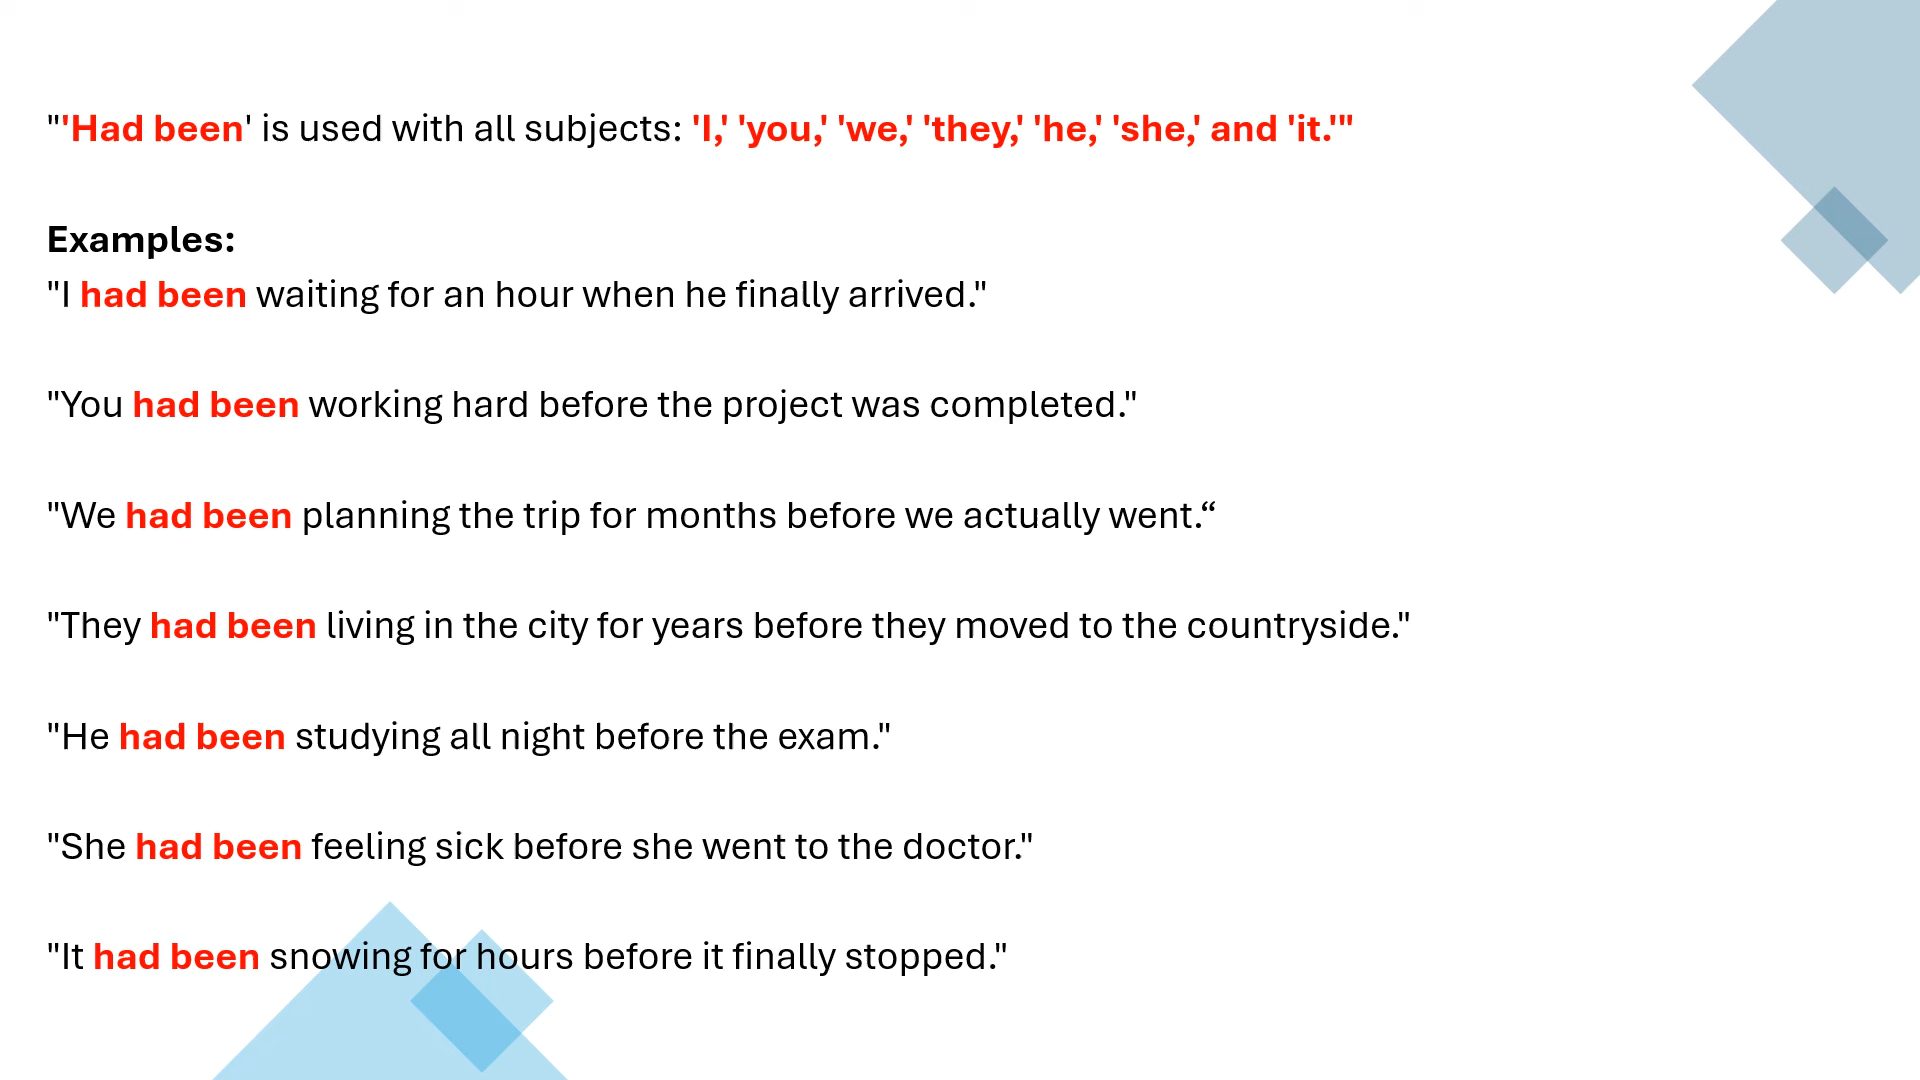 "'Had been' is used with all subjects: 'I,' 'you,' 'we,' 'they,' 'he,' 'she,' and 'it.'"
Examples:
"I had been waiting for an hour when he finally arrived."
"You had been working hard before the project was completed."
"We had been planning the trip for months before we actually went.“
"They had been living in the city for years before they moved to the countryside."
"He had been studying all night before the exam."
"She had been feeling sick before she went to the doctor."
"It had been snowing for hours before it finally stopped."